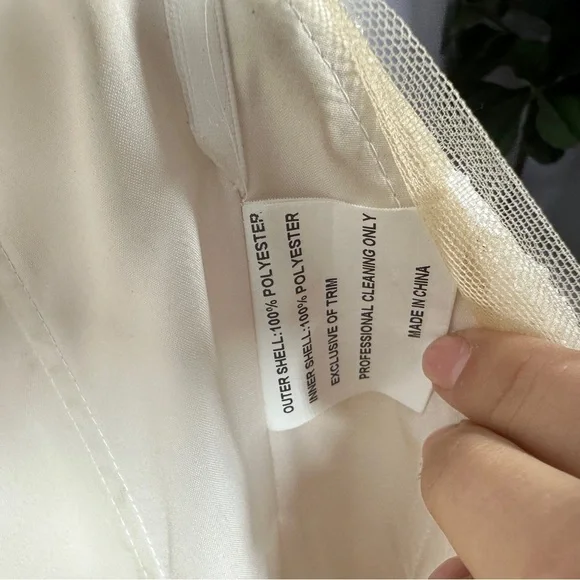 OUTER SHELL:100% POLYESTER
INNER SHELL:100% POLYESTER
EXCLUSIVE OF TRIM
PROFESSIONAL CLEANING ONLY
MADE IN CHINA